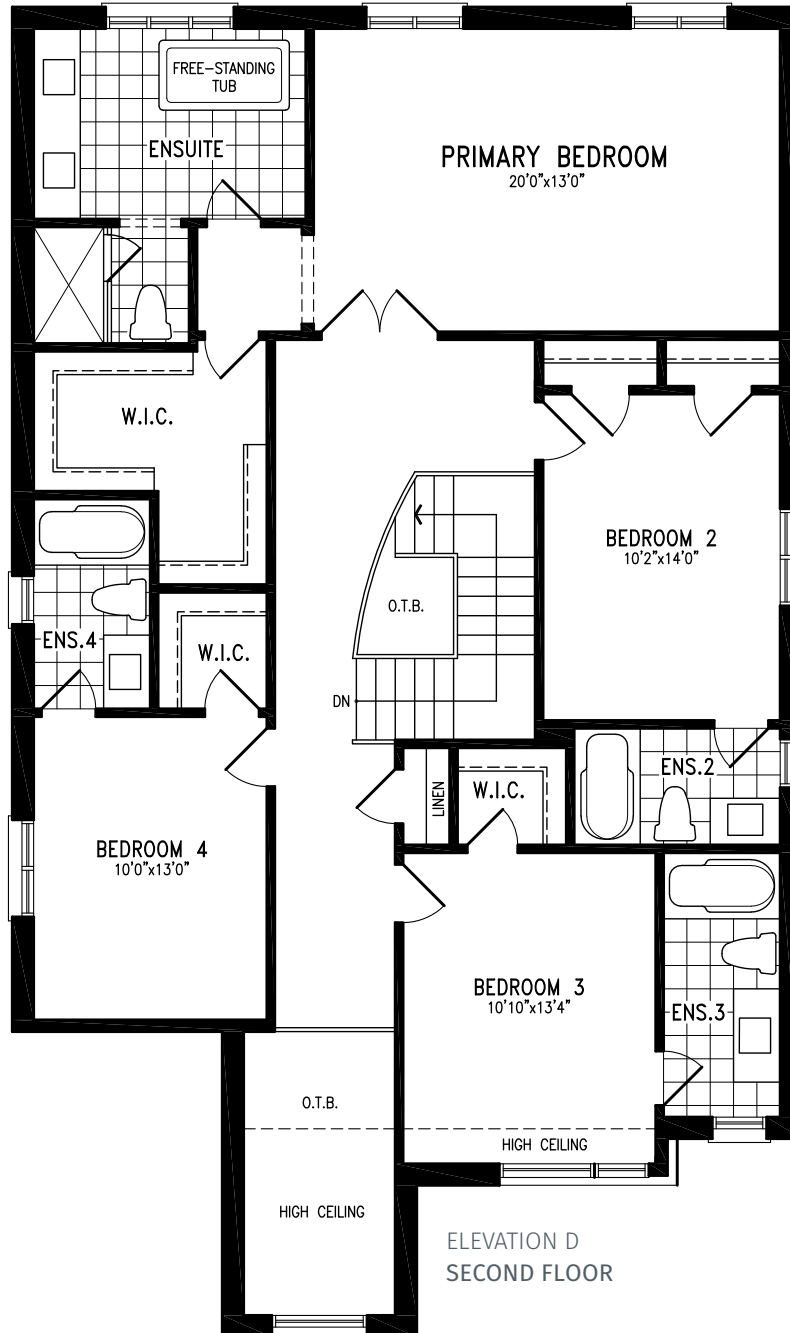 FREE-STANDING
TUB
ENSUITE
PRIMARY BEDROOM
20'0"x13'0"
W.I.C.
BEDROOM 2
10'2"x14'0"
O.T.B.
ENS.4
W.I.C.
DN
ENS.2
LINEN
W.I.C.
BEDROOM 4
10'0"x13'0"
BEDROOM 3
10'10"x13'4"
ENS.3
O.T.B.
HIGH CEILING
HIGH CEILING
ELEVATION D
SECOND FLOOR